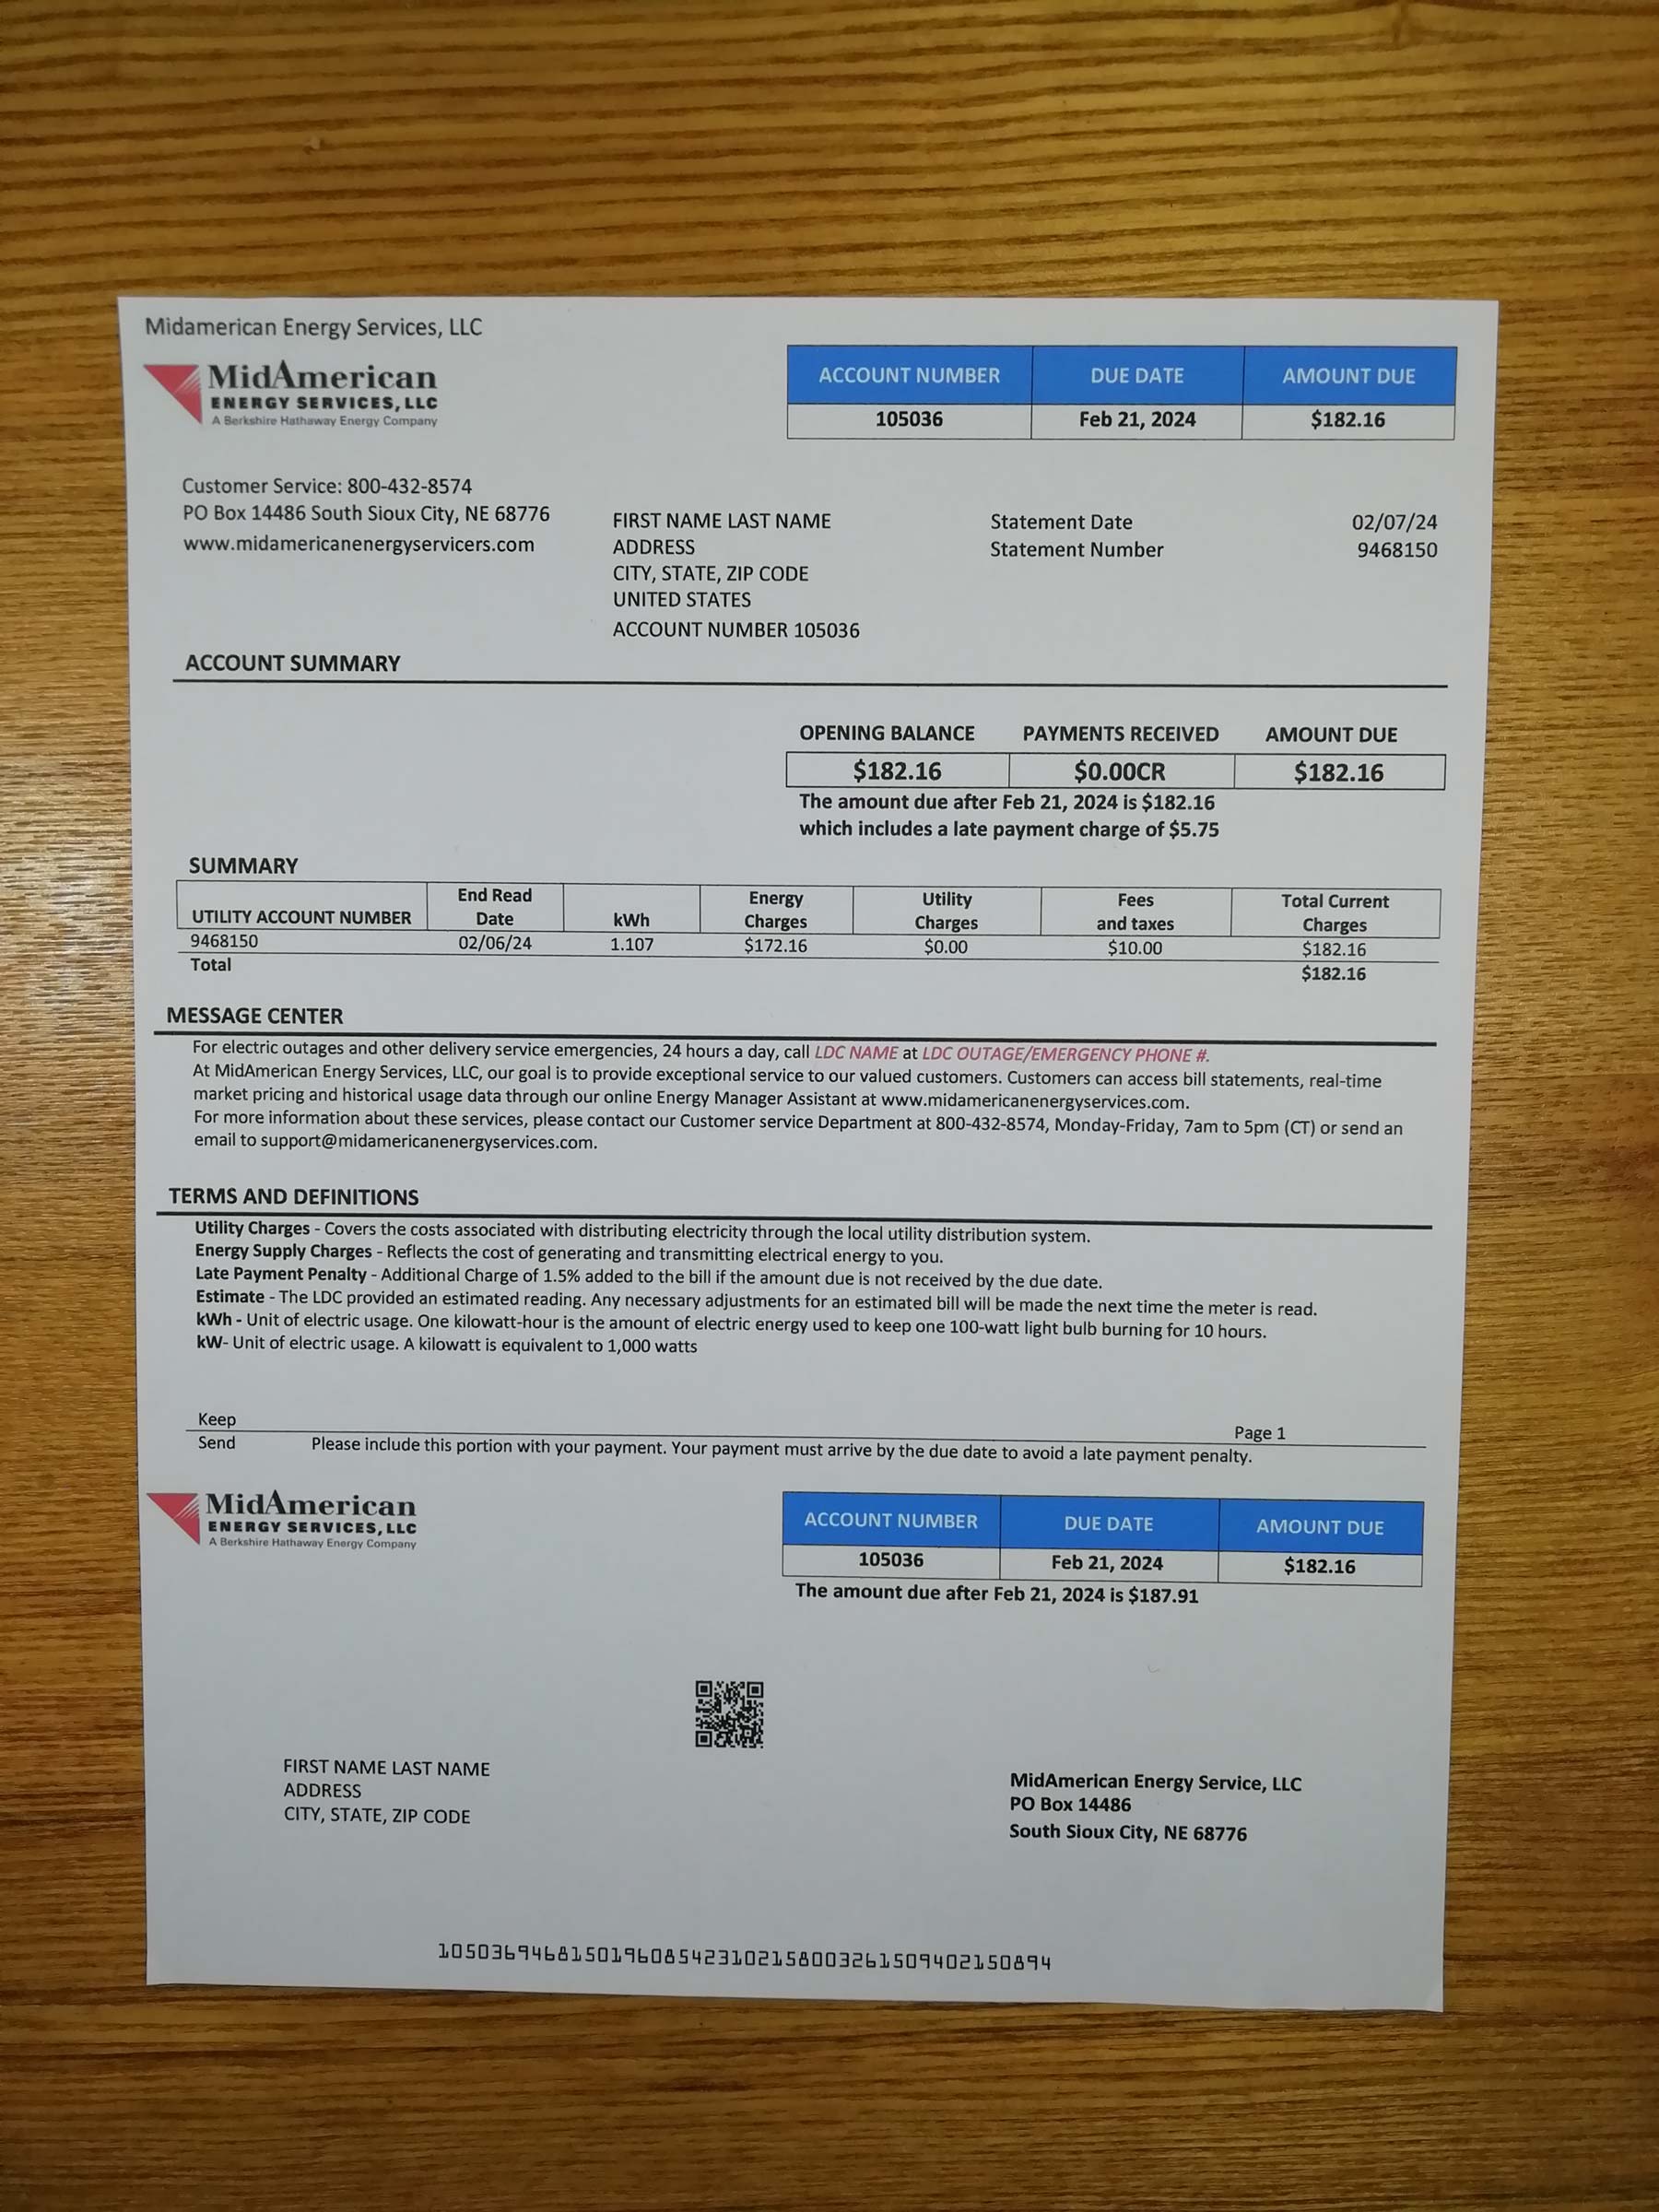 Midamerican Energy Services, LLC
MidAmerican
ENERGY SERVICES, LLC
A Berkshire Hathaway Energy Company
ACCOUNT NUMBER DUE DATE AMOUNT DUE
105036 Feb 21, 2024 $182.16
Customer Service: 800-432-8574
PO Box 14486 South Sioux City, NE 68776
www.midamericanenergyservicers.com
FIRST NAME LAST NAME
ADDRESS
CITY, STATE, ZIP CODE
UNITED STATES
ACCOUNT NUMBER 105036
Statement Date 02/07/24
Statement Number 9468150
ACCOUNT SUMMARY
OPENING BALANCE PAYMENTS RECEIVED AMOUNT DUE
$182.16 $0.00CR $182.16
The amount due after Feb 21, 2024 is $182.16
which includes a late payment charge of $5.75
SUMMARY
UTILITY ACCOUNT NUMBER End Read Date kWh Energy Charges Utility Charges Fees and taxes Total Current Charges
9468150 02/06/24 1.107 $172.16 $0.00 $10.00 $182.16
Total $182.16
MESSAGE CENTER
For electric outages and other delivery service emergencies, 24 hours a day, call LDC NAME at LDC OUTAGE/EMERGENCY PHONE #.
At MidAmerican Energy Services, LLC, our goal is to provide exceptional service to our valued customers. Customers can access bill statements, real-time
market pricing and historical usage data through our online Energy Manager Assistant at www.midamericanenergyservices.com.
For more information about these services, please contact our Customer service Department at 800-432-8574, Monday-Friday, 7am to 5pm (CT) or send an
email to support@midamericanenergyservices.com.
TERMS AND DEFINITIONS
Utility Charges - Covers the costs associated with distributing electricity through the local utility distribution system.
Energy Supply Charges - Reflects the cost of generating and transmitting electrical energy to you.
Late Payment Penalty - Additional Charge of 1.5% added to the bill if the amount due is not received by the due date.
Estimate - The LDC provided an estimated reading. Any necessary adjustments for an estimated bill will be made the next time the meter is read.
kWh - Unit of electric usage. One kilowatt-hour is the amount of electric energy used to keep one 100-watt light bulb burning for 10 hours.
kW- Unit of electric usage. A kilowatt is equivalent to 1,000 watts
Keep Page 1
Send Please include this portion with your payment. Your payment must arrive by the due date to avoid a late payment penalty.
MidAmerican
ENERGY SERVICES, LLC
A Berkshire Hathaway Energy Company
ACCOUNT NUMBER DUE DATE AMOUNT DUE
105036 Feb 21, 2024 $182.16
The amount due after Feb 21, 2024 is $187.91
FIRST NAME LAST NAME
ADDRESS
CITY, STATE, ZIP CODE
MidAmerican Energy Service, LLC
PO Box 14486
South Sioux City, NE 68776
105036946815019608542310215800326150940215089​4